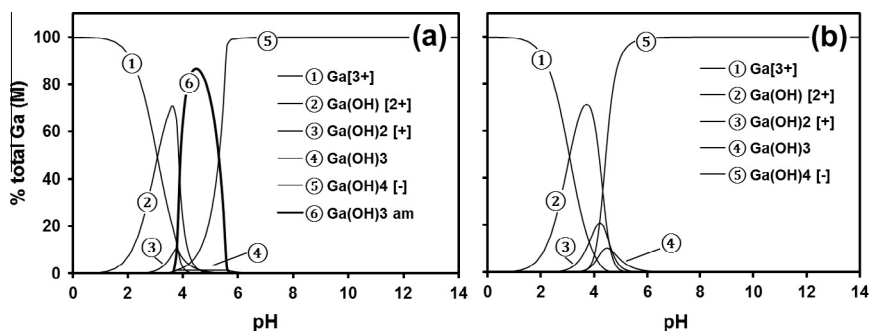 (a)
% total Ga (M)
100
80
60
40
20
0
0 2 4 6 8 10 12 14
pH
1
2
3
4
5
6
1 Ga[3+]
2 Ga(OH) [2+]
3 Ga(OH)2 [+]
4 Ga(OH)3
5 Ga(OH)4 [-]
6 Ga(OH)3 am
(b)
0 2 4 6 8 10 12 14
pH
1
2
3
4
5
1 Ga[3+]
2 Ga(OH) [2+]
3 Ga(OH)2 [+]
4 Ga(OH)3
5 Ga(OH)4 [-]